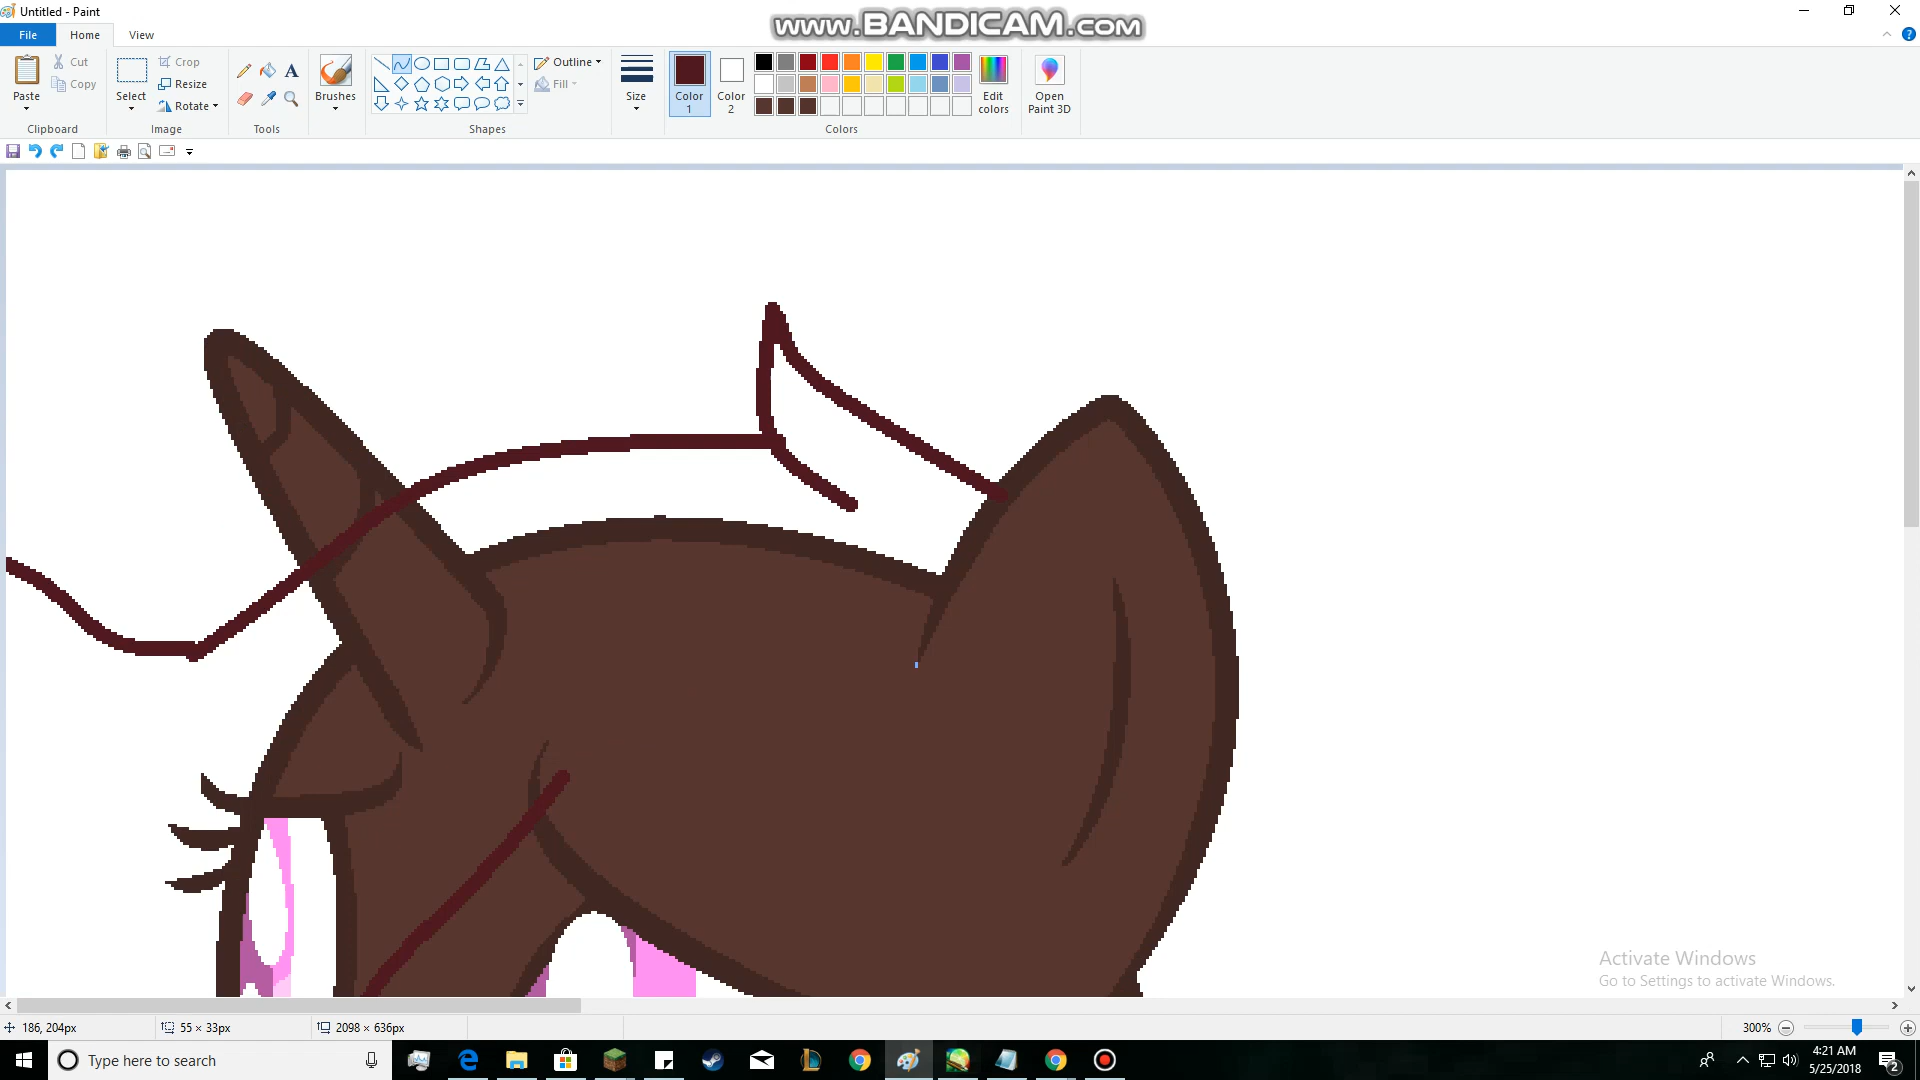 Untitled - Paint
www.BANDICAM.com
File
Home
View
Paste
Cut
Copy
Clipboard
Select
Crop
Resize
Rotate
Image
A
Tools
Brushes
Outline
Fill
Shapes
Size
Color
1
Color
2
Edit
colors
Colors
Open
Paint 3D
Activate Windows
Go to Settings to activate Windows.
186, 204px
55 × 33px
2098 × 636px
300%
Type here to search
4:21 AM
5/25/2018
2